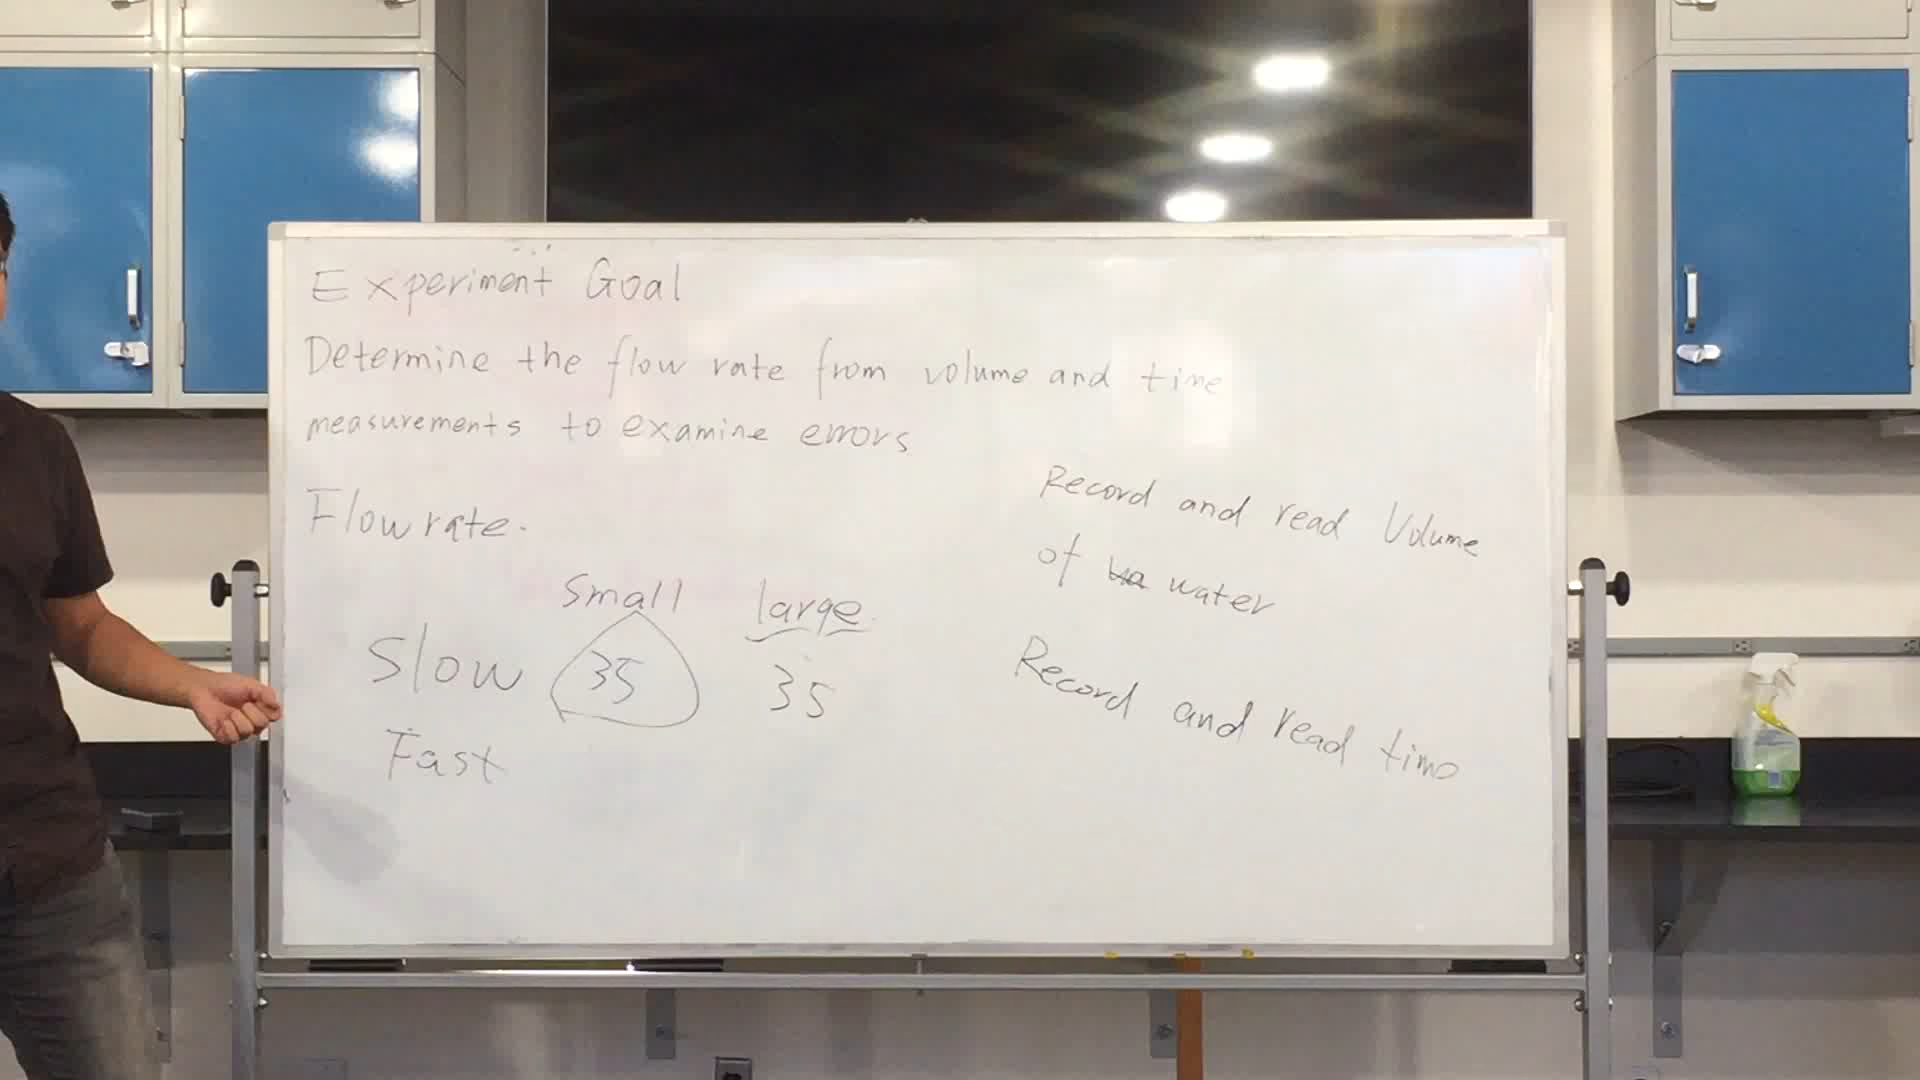 Experiment Goal
Determine the flow rate from volume and time
measurements to examine errors
Flow rate.
small large
Slow 35 35
Fast
Record and read Volume
of water
Record and read time